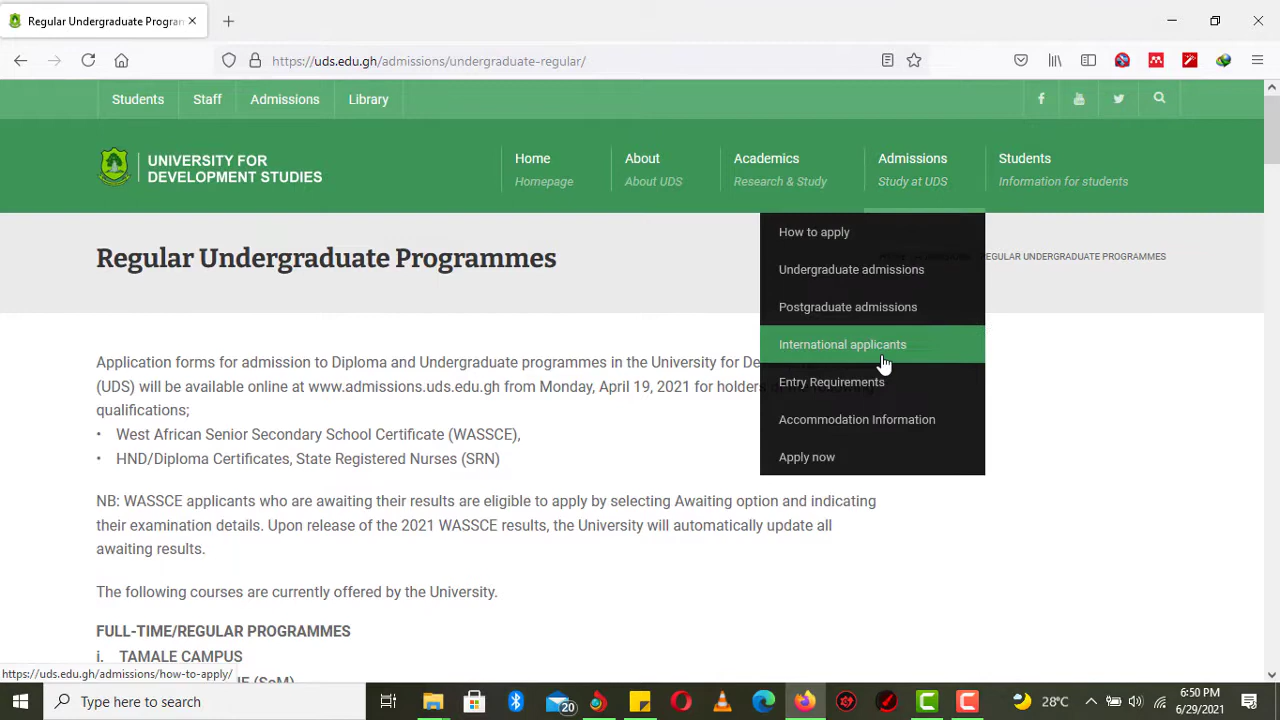 Regular Undergraduate Progran
https://uds.edu.gh/admissions/undergraduate-regular/
Students Staff Admissions Library
UNIVERSITY FOR
DEVELOPMENT STUDIES
Home
Homepage
About
About UDS
Academics
Research & Study
Admissions
Study at UDS
Students
Information for students
Regular Undergraduate Programmes
REGULAR UNDERGRADUATE PROGRAMMES
How to apply
Undergraduate admissions
Postgraduate admissions
International applicants
Entry Requirements
Accommodation Information
Apply now
Application forms for admission to Diploma and Undergraduate programmes in the University for De
(UDS) will be available online at www.admissions.uds.edu.gh from Monday, April 19, 2021 for holders
qualifications;
• West African Senior Secondary School Certificate (WASSCE),
• HND/Diploma Certificates, State Registered Nurses (SRN)
NB: WASSCE applicants who are awaiting their results are eligible to apply by selecting Awaiting option and indicating
their examination details. Upon release of the 2021 WASSCE results, the University will automatically update all
awaiting results.
The following courses are currently offered by the University.
FULL-TIME/REGULAR PROGRAMMES
i. TAMALE CAMPUS
https://uds.edu.gh/admissions/how-to-apply/
Type here to search
20
28°C
6:50 PM
6/29/2021